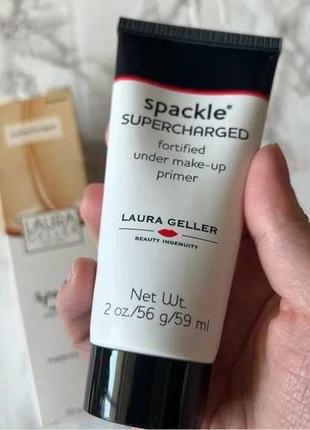 spackle®
SUPERCHARGED
fortified
under make-up
primer
LAURA GELLER
BEAUTY INGENUITY
Net Wt.
2 oz./56 g/59 ml
LAURA